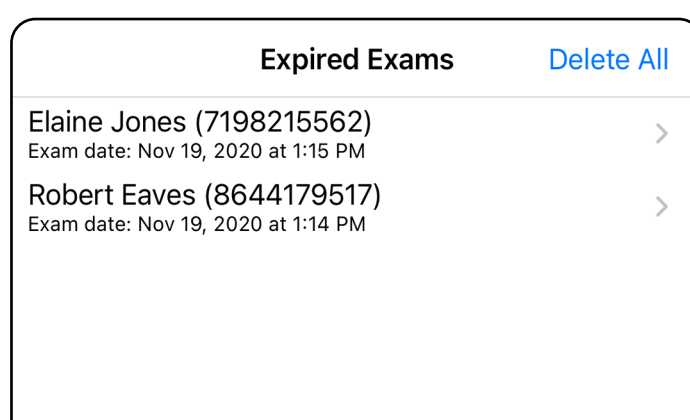 Expired Exams
Delete All
Elaine Jones (7198215562)
Exam date: Nov 19, 2020 at 1:15 PM
Robert Eaves (8644179517)
Exam date: Nov 19, 2020 at 1:14 PM